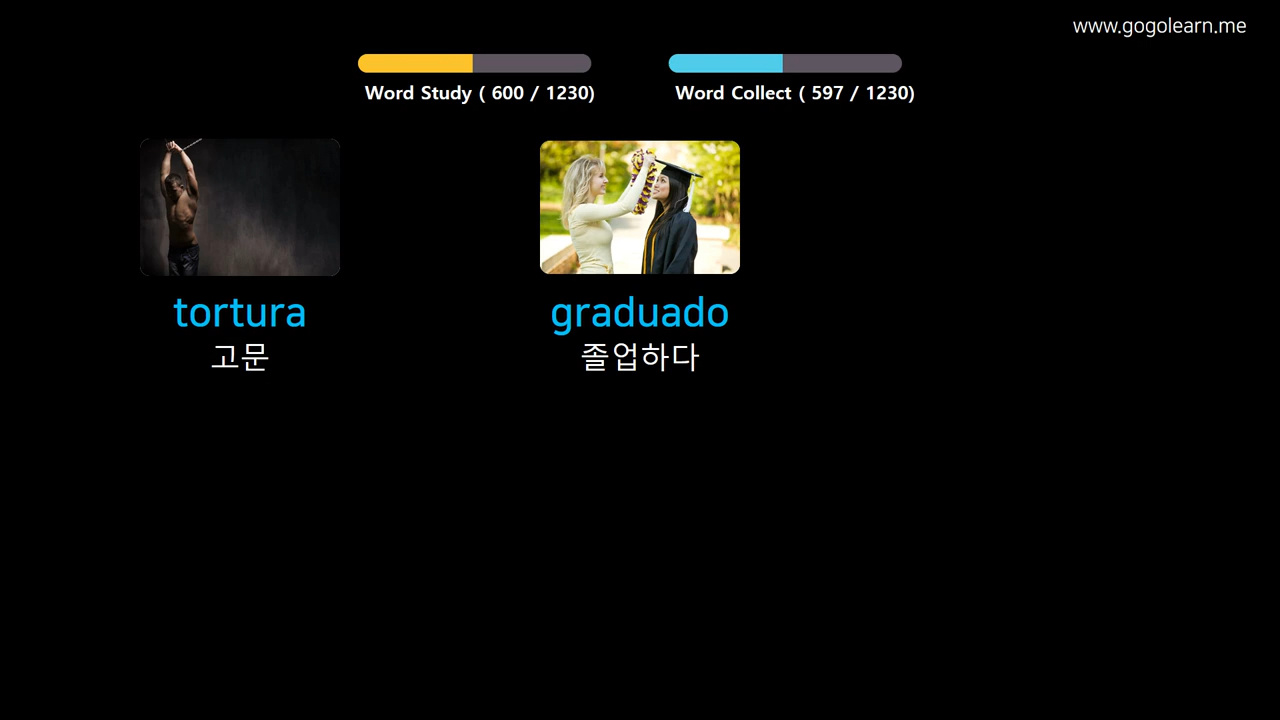 www.gogolearn.me
Word Study ( 600 / 1230)
Word Collect ( 597 / 1230)
tortura
고문
graduado
졸업하다